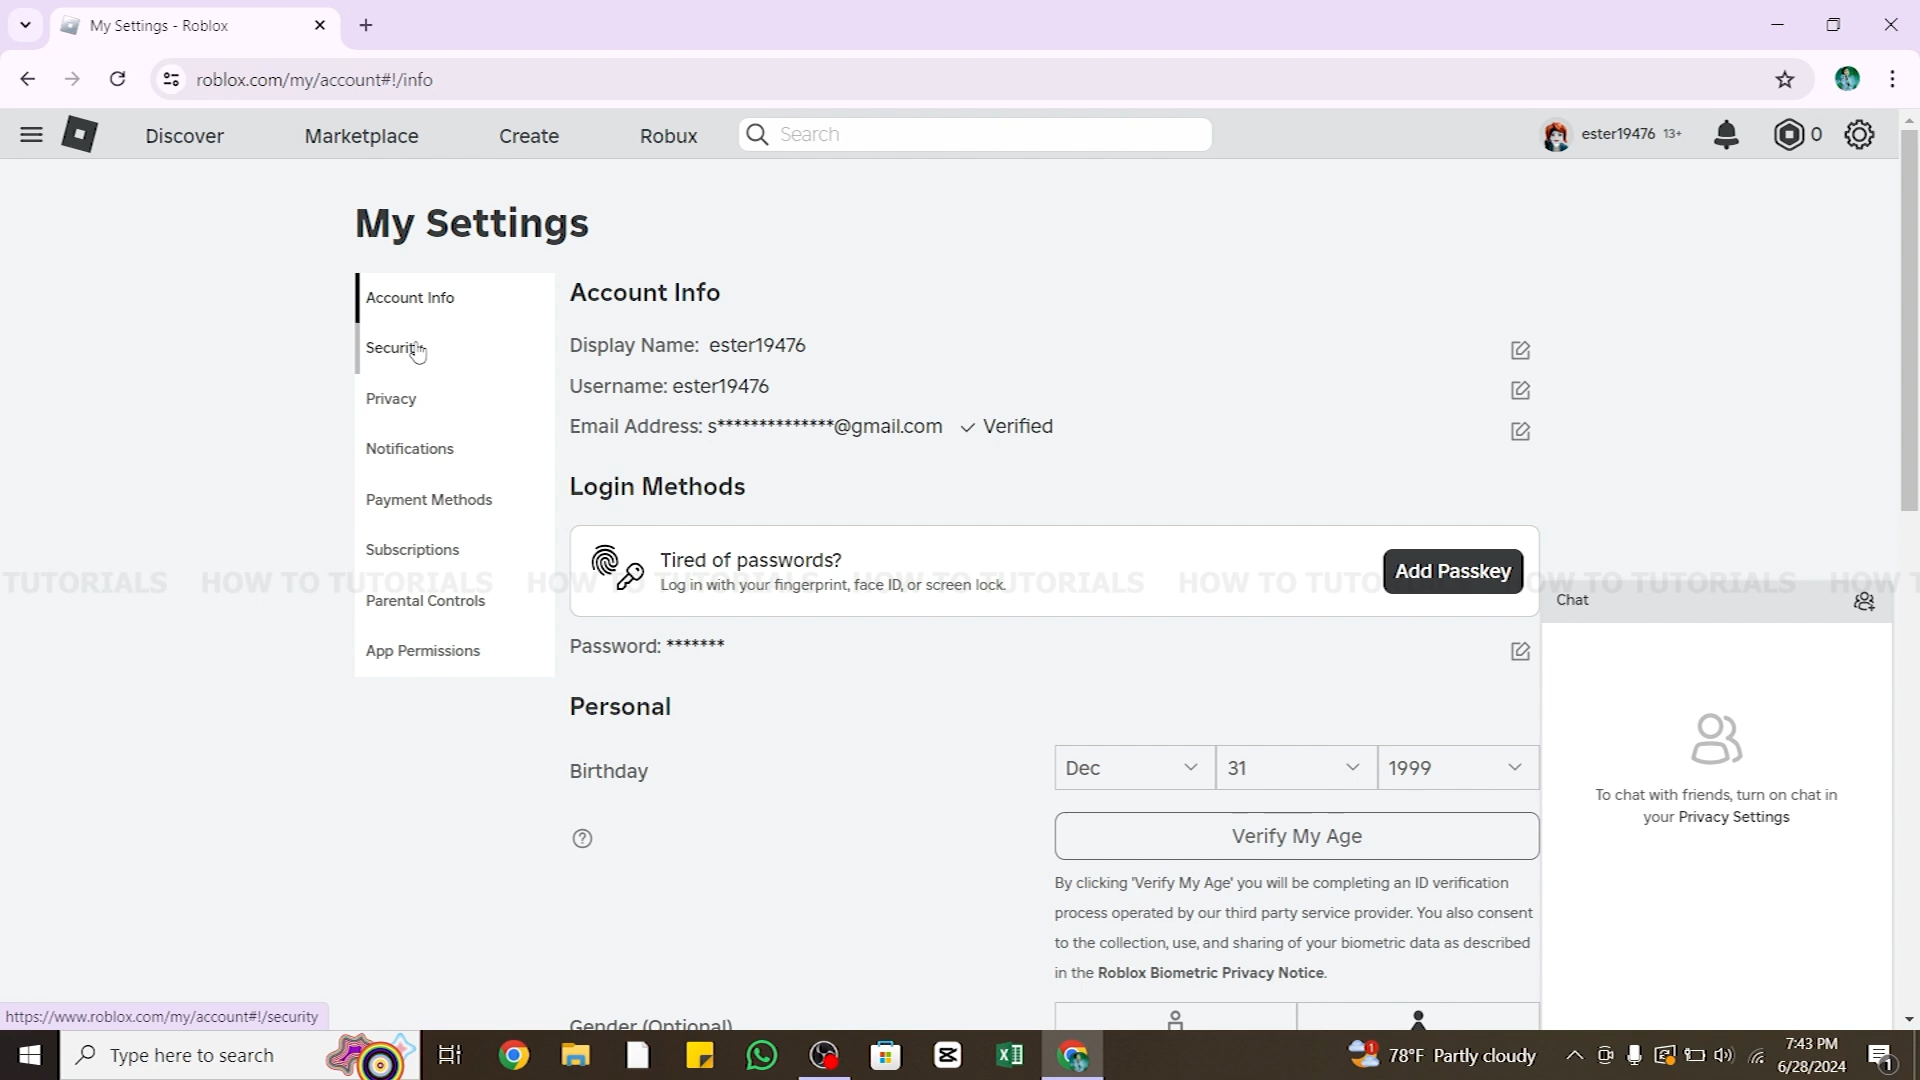 My Settings - Roblox
roblox.com/my/account#!/info
Discover
Marketplace
Create
Robux
Search
ester19476 13+
0
My Settings
Account Info
Security
Privacy
Notifications
Payment Methods
Subscriptions
Parental Controls
App Permissions
Account Info
Display Name: ester19476
Username: ester19476
Email Address: s**************@gmail.com ✓ Verified
Login Methods
Tired of passwords?
Log in with your fingerprint, face ID, or screen lock.
Add Passkey
TUTORIALS HOW TO TUTORIALS HOW TO TUTORIALS HOW TO TUTORIALS HOW TO TUTORIALS HOW T
Password: *******
Personal
Birthday
Dec
31
1999
Verify My Age
By clicking 'Verify My Age' you will be completing an ID verification
process operated by our third party service provider. You also consent
to the collection, use, and sharing of your biometric data as described
in the Roblox Biometric Privacy Notice.
Gender (Optional)
Chat
To chat with friends, turn on chat in
your Privacy Settings
https://www.roblox.com/my/account#!/security
Type here to search
1
78°F Partly cloudy
7:43 PM
6/28/2024
1